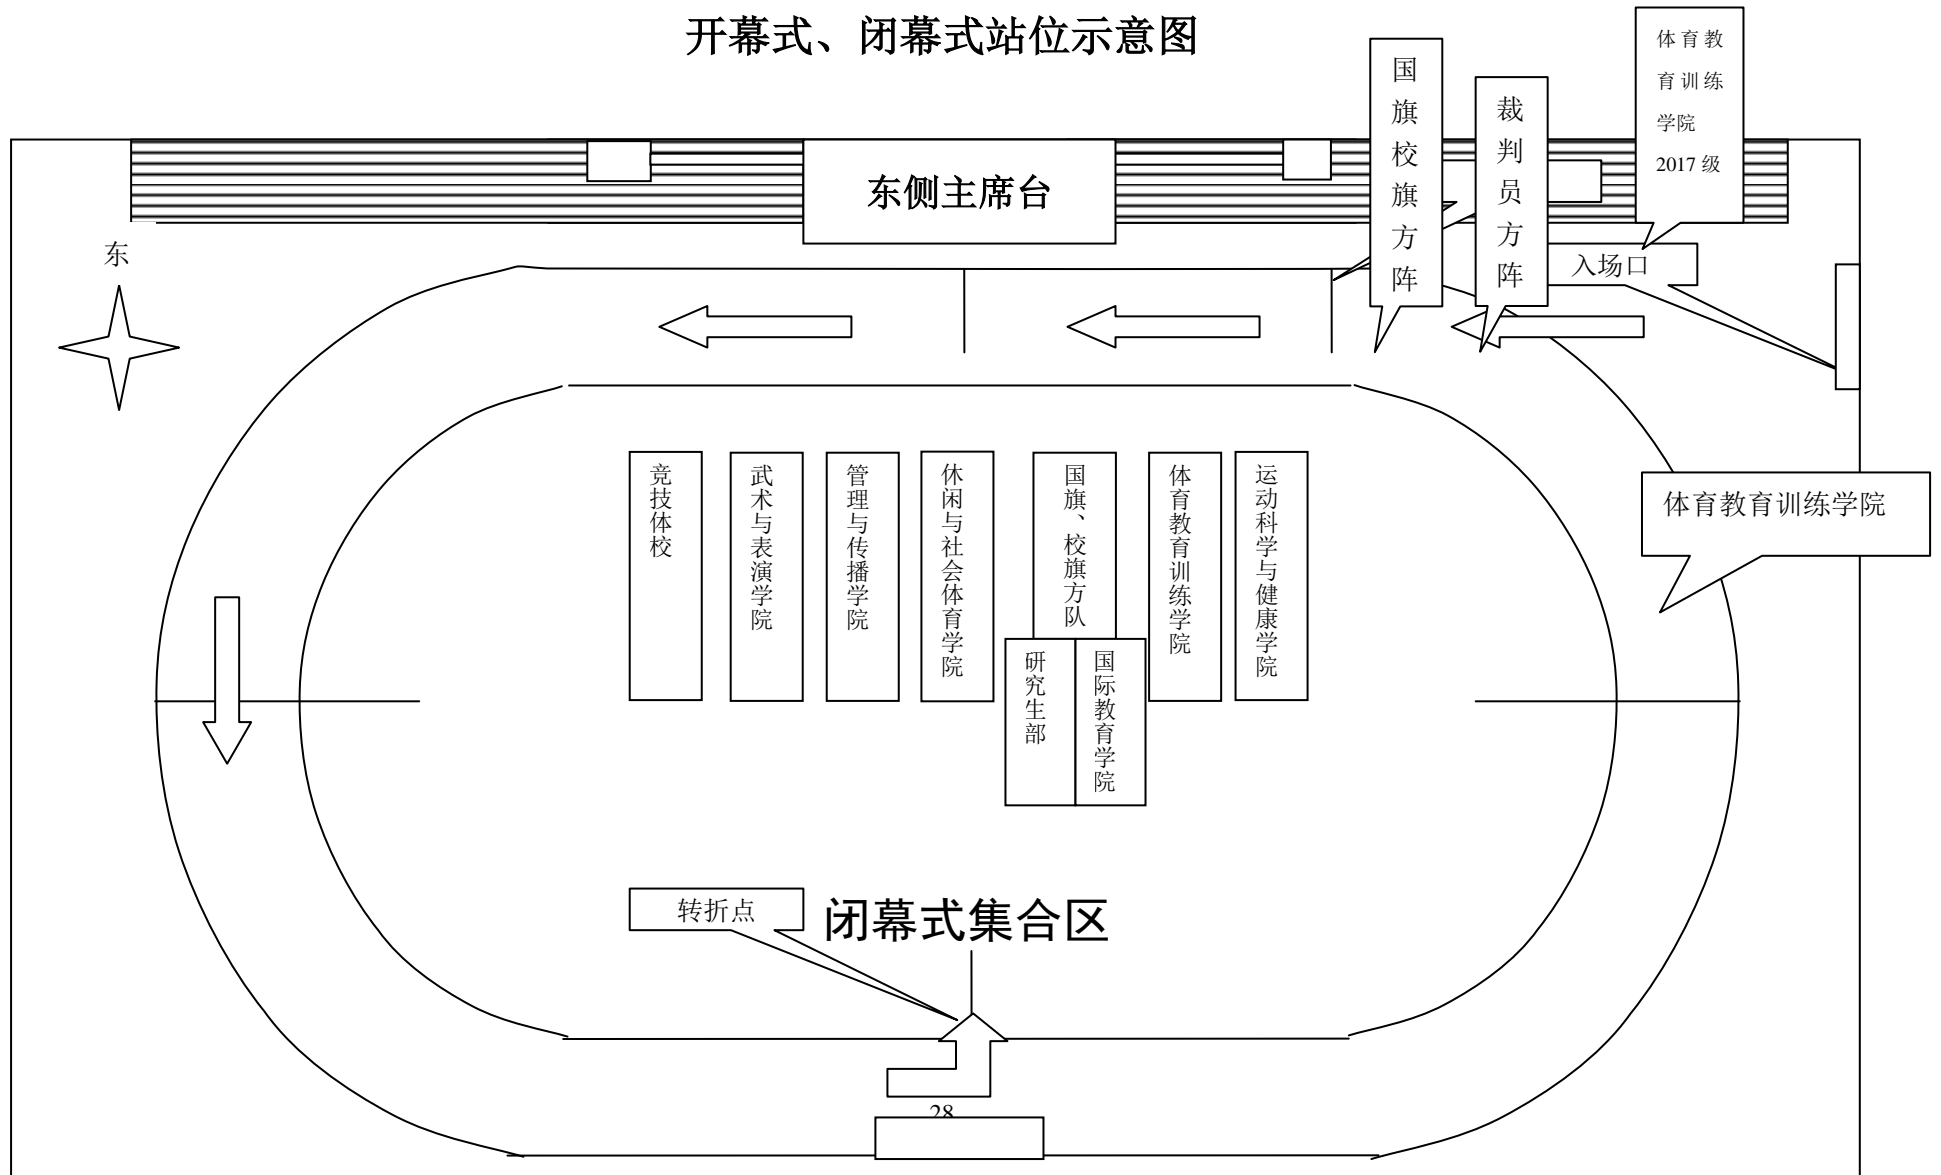 开幕式、闭幕式站位示意图
国旗校旗方阵
裁判员方阵
体育教
育训练
学院
2017 级
东侧主席台
东
入场口
竞技体校
武术与表演学院
管理与传播学院
休闲与社会体育学院
国旗、校旗方队
体育教育训练学院
运动科学与健康学院
体育教育训练学院
研究生部
国际教育学院
转折点
闭幕式集合区
28